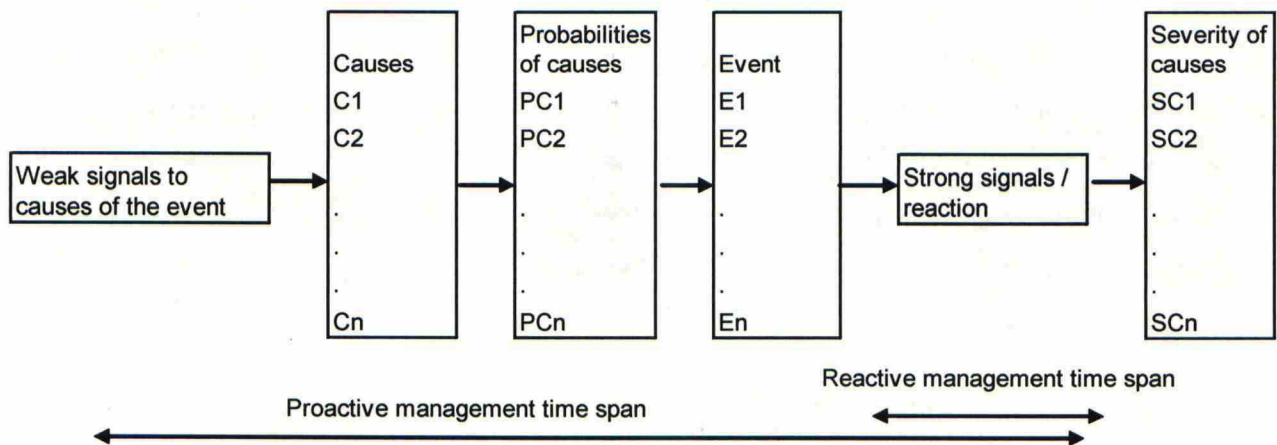 Weak signals to
causes of the event
Causes
C1
C2
.
.
.
Cn
Probabilities
of causes
PC1
PC2
.
.
.
PCn
Event
E1
E2
.
.
.
En
Strong signals /
reaction
Severity of
causes
SC1
SC2
.
.
.
SCn
Reactive management time span
Proactive management time span